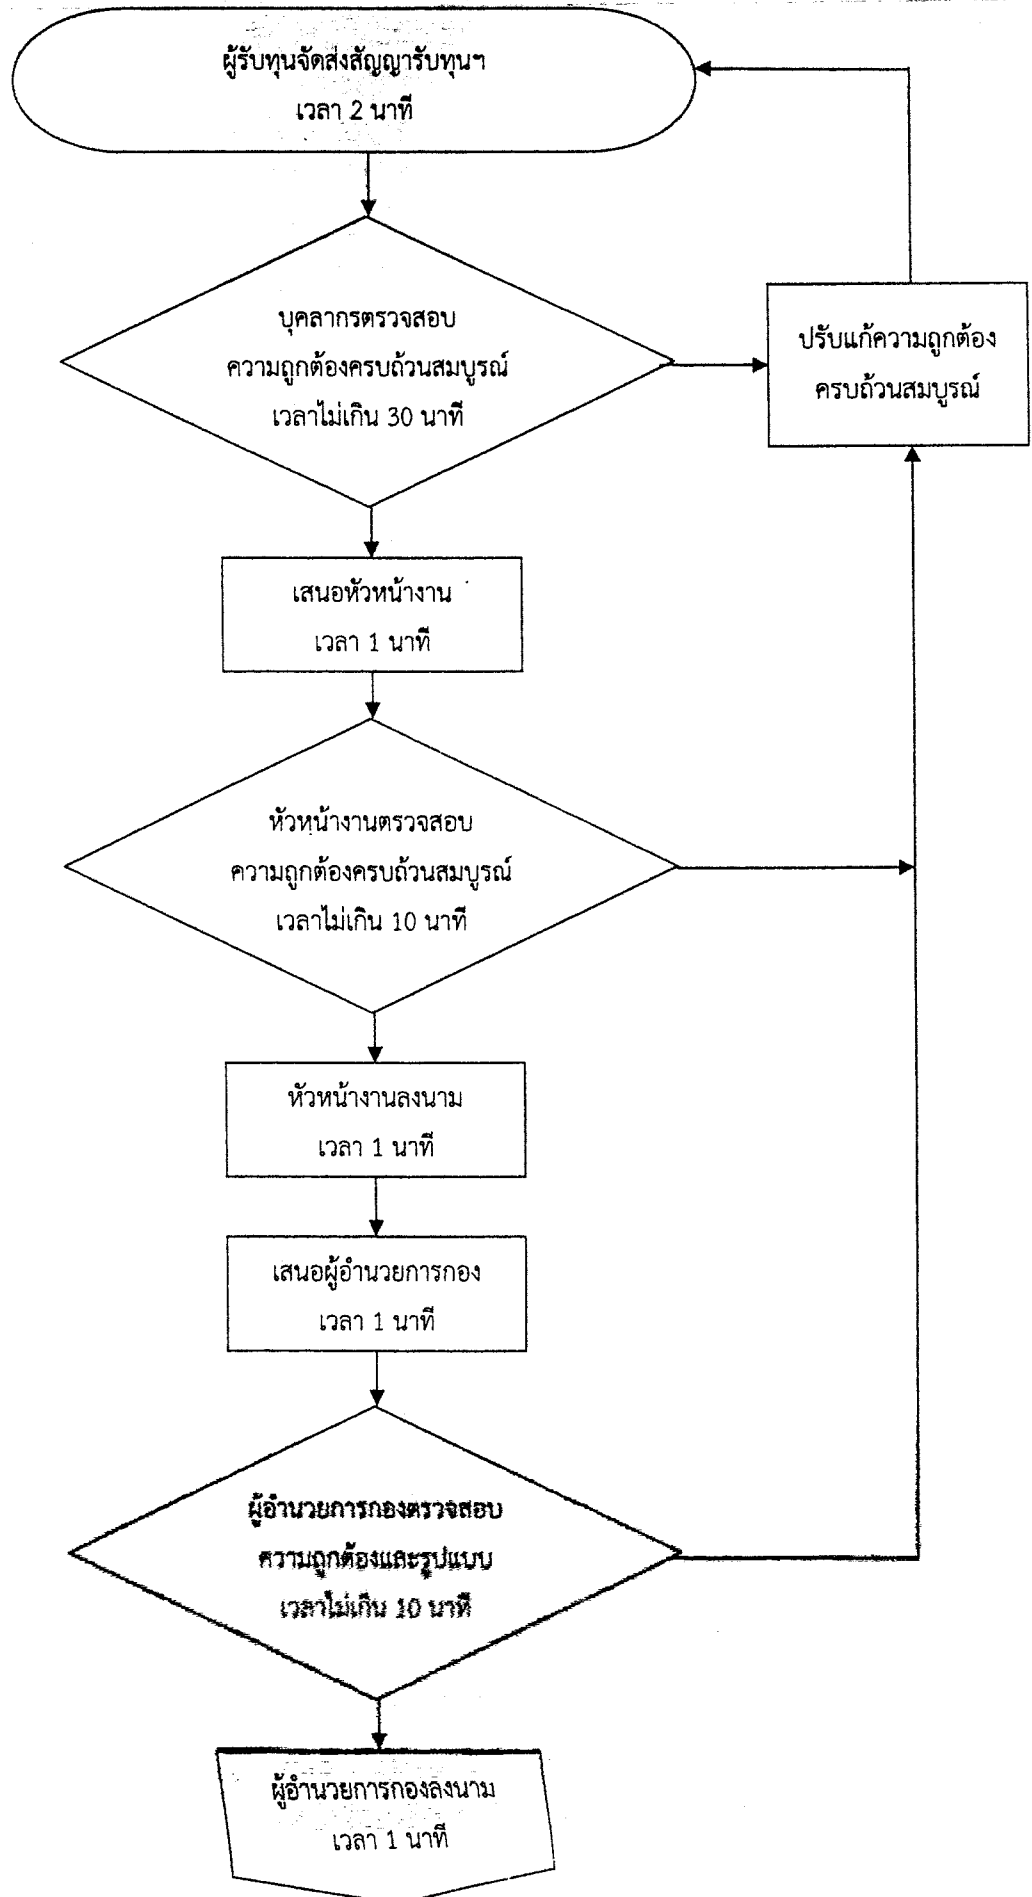 ผู้รับทุนจัดส่งสัญญารับทุนฯ
เวลา 2 นาที
บุคลากรตรวจสอบ
ความถูกต้องครบถ้วนสมบูรณ์
เวลาไม่เกิน 30 นาที
ปรับแก้ความถูกต้อง
ครบถ้วนสมบูรณ์
เสนอหัวหน้างาน
เวลา 1 นาที
หัวหน้างานตรวจสอบ
ความถูกต้องครบถ้วนสมบูรณ์
เวลาไม่เกิน 10 นาที
หัวหน้างานลงนาม
เวลา 1 นาที
เสนอผู้อำนวยการกอง
เวลา 1 นาที
ผู้อำนวยการกองตรวจสอบ
ความถูกต้องและรูปแบบ
เวลาไม่เกิน 10 นาที
ผู้อำนวยการกองลงนาม
เวลา 1 นาที